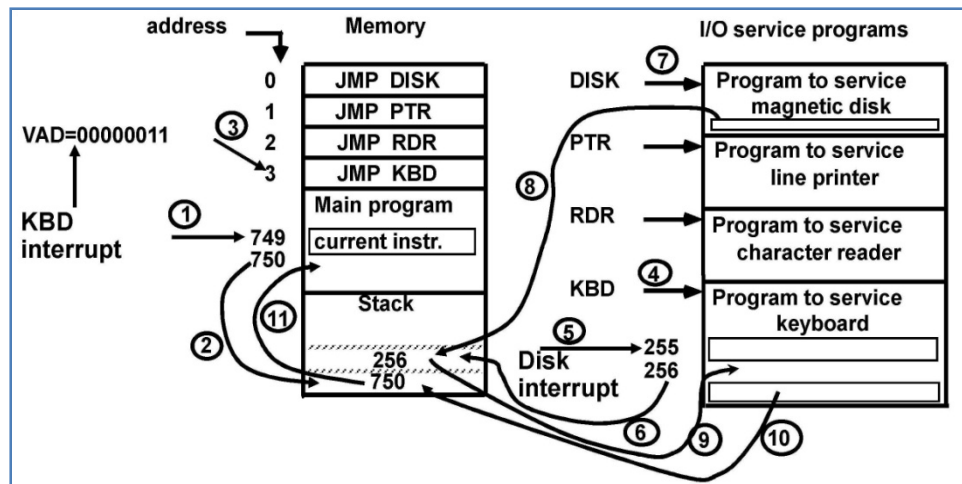 address
Memory
I/O service programs
0 JMP DISK
1 JMP PTR
2 JMP RDR
3 JMP KBD
VAD=00000011
3
KBD
interrupt
1
749
750
Main program
current instr.
Stack
256
750
2
11
DISK
7
Program to service
magnetic disk
8
PTR
Program to service
line printer
RDR
Program to service
character reader
KBD
4
Program to service
keyboard
5
Disk
interrupt
255
256
6
9
10